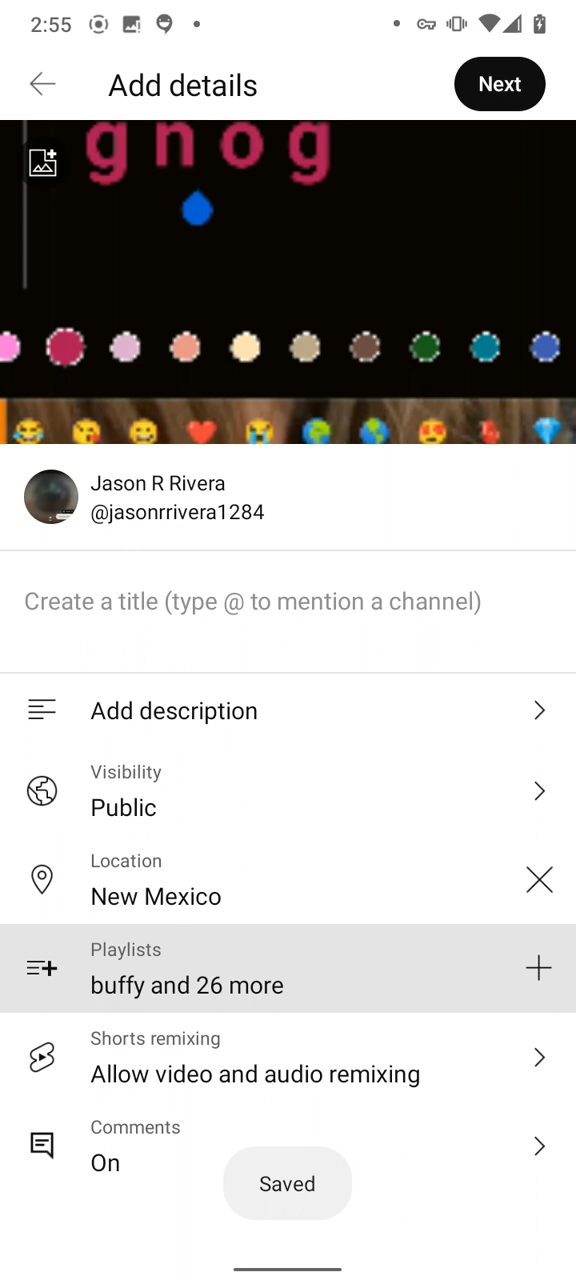 2:55
Add details
Next
gnog
Jason R Rivera
@jasonrrivera1284
Create a title (type @ to mention a channel)
Add description
Visibility
Public
Location
New Mexico
Playlists
buffy and 26 more
Shorts remixing
Allow video and audio remixing
Comments
On
Saved